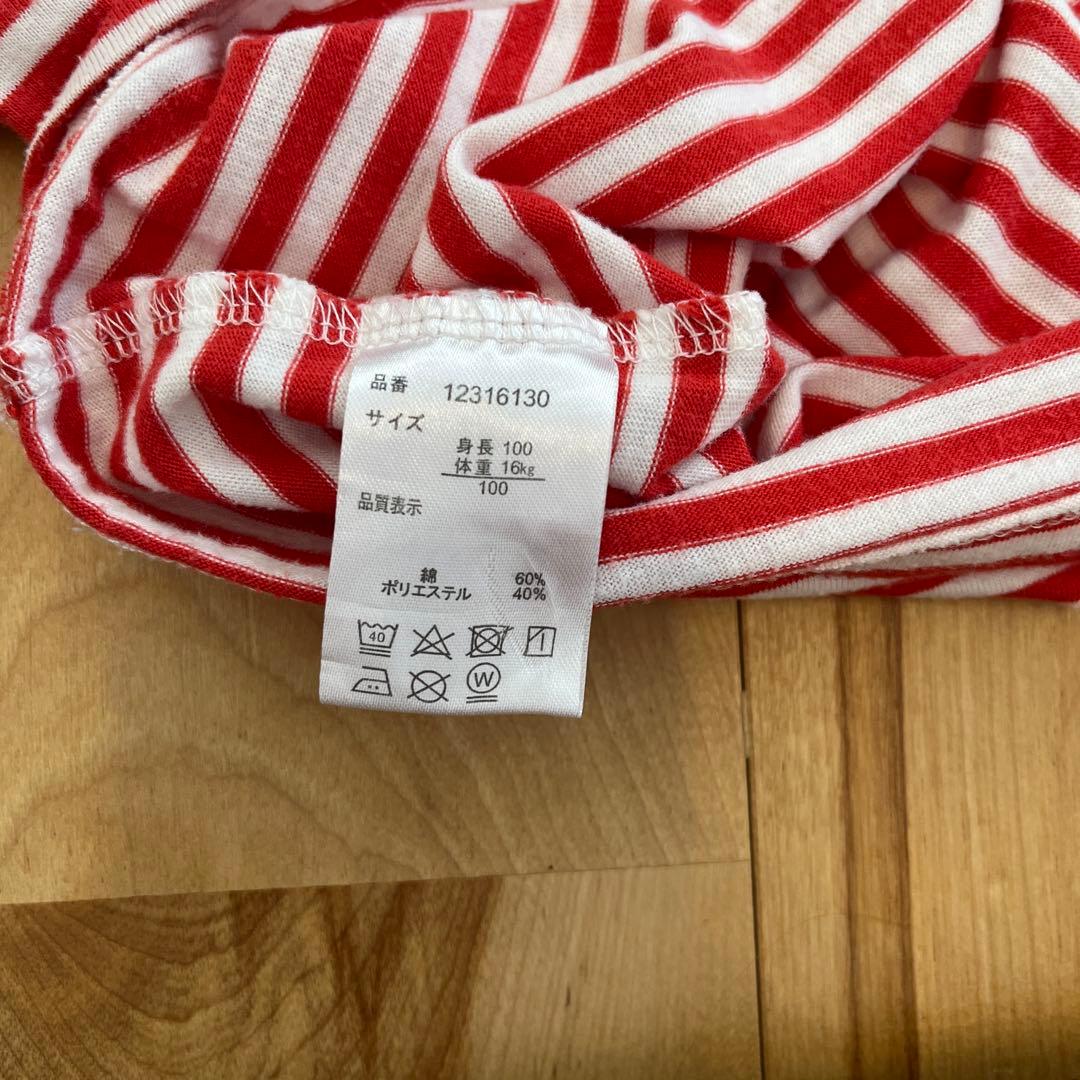 品番 12316130
サイズ
身長 100
体重 16kg
100
品質表示
綿 60%
ポリエステル 40%
40
W